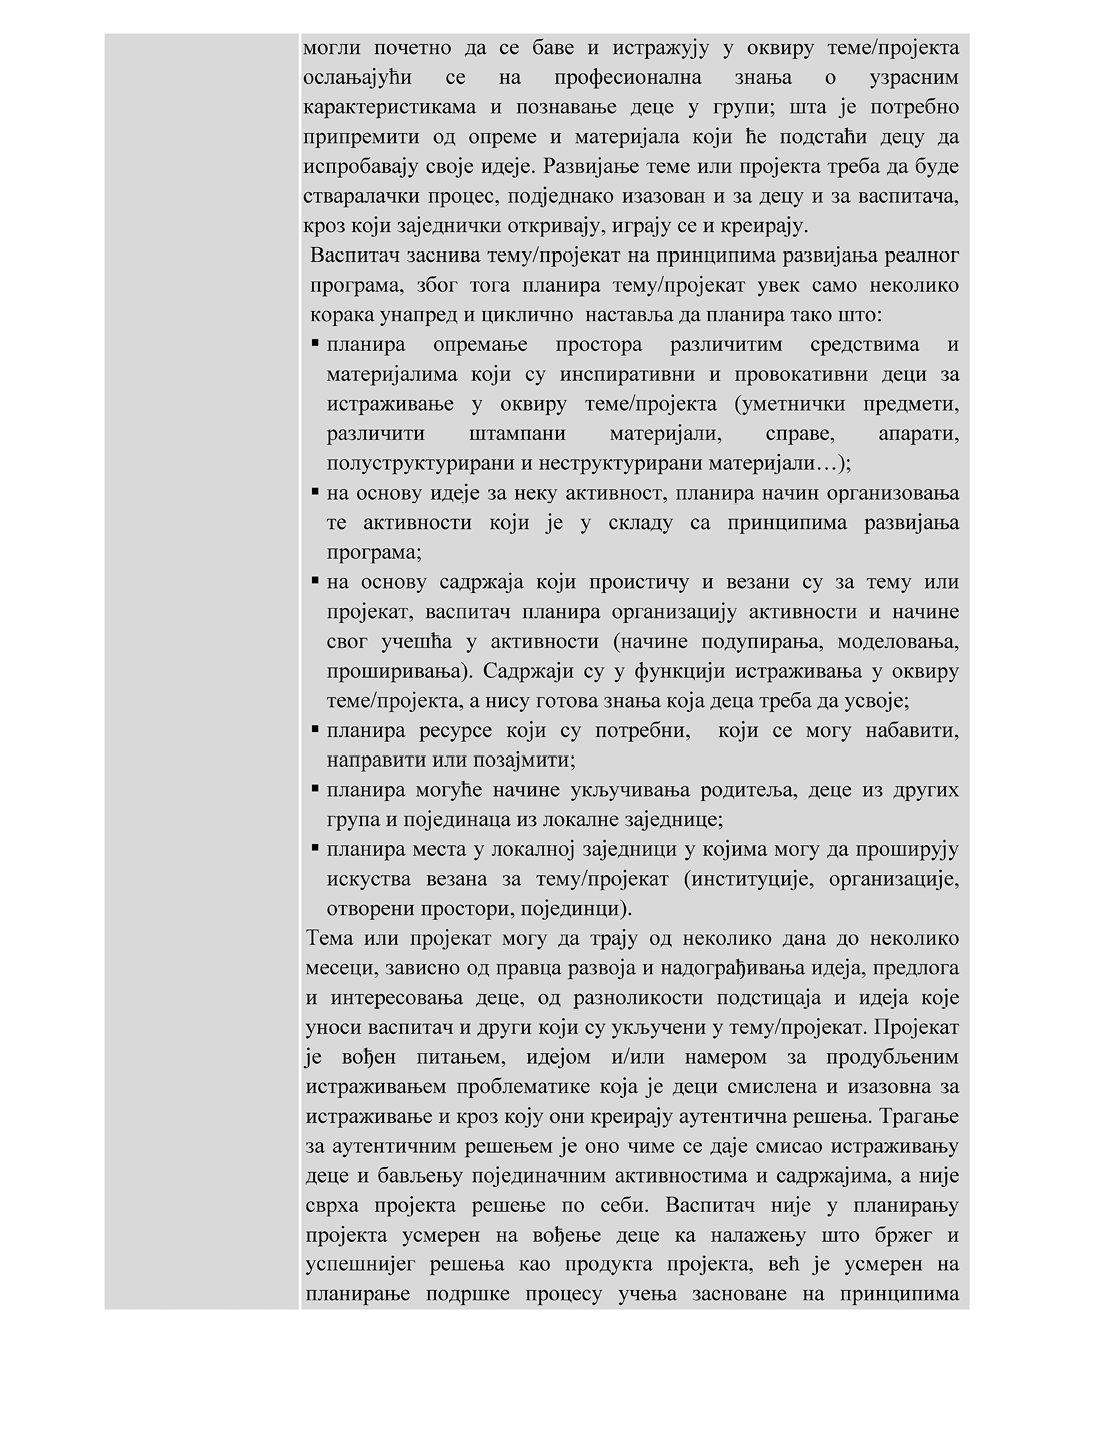 могли почетно да се баве и истражују у оквиру теме/пројекта
ослањајући се на професионална знања о узрасним
карактеристикама и познавање деце у групи; шта је потребно
припремити од опреме и материјала који ће подстаћи децу да
испробавају своје идеје. Развијање теме или пројекта треба да буде
стваралачки процес, подједнако изазован и за децу и за васпитача,
кроз који заједнички откривају, играју се и креирају.
Васпитач заснива тему/пројекат на принципима развијања реалног
програма, због тога планира тему/пројекат увек само неколико
корака унапред и циклично наставља да планира тако што:
▪ планира опремање простора различитим средствима и
материјалима који су инспиративни и провокативни деци за
истраживање у оквиру теме/пројекта (уметнички предмети,
различити штампани материјали, справе, апарати,
полуструктурирани и неструктурирани материјали…);
▪ на основу идеје за неку активност, планира начин организовања
те активности који је у складу са принципима развијања
програма;
▪ на основу садржаја који проистичу и везани су за тему или
пројекат, васпитач планира организацију активности и начине
свог учешћа у активности (начине подупирања, моделовања,
проширивања). Садржаји су у функцији истраживања у оквиру
теме/пројекта, а нису готова знања која деца треба да усвоје;
▪ планира ресурсе који су потребни, који се могу набавити,
направити или позајмити;
▪ планира могуће начине укључивања родитеља, деце из других
група и појединаца из локалне заједнице;
▪ планира места у локалној заједници у којима могу да проширују
искуства везана за тему/пројекат (институције, организације,
отворени простори, појединци).
Тема или пројекат могу да трају од неколико дана до неколико
месеци, зависно од правца развоја и надограђивања идеја, предлога
и интересовања деце, од разноликости подстицаја и идеја које
уноси васпитач и други који су укључени у тему/пројекат. Пројекат
је вођен питањем, идејом и/или намером за продубљеним
истраживањем проблематике која је деци смислена и изазовна за
истраживање и кроз коју они креирају аутентична решења. Трагање
за аутентичним решењем је оно чиме се даје смисао истраживању
деце и бављењу појединачним активностима и садржајима, а није
сврха пројекта решење по себи. Васпитач није у планирању
пројекта усмерен на вођење деце ка налажењу што бржег и
успешнијег решења као продукта пројекта, већ је усмерен на
планирање подршке процесу учења засноване на принципима